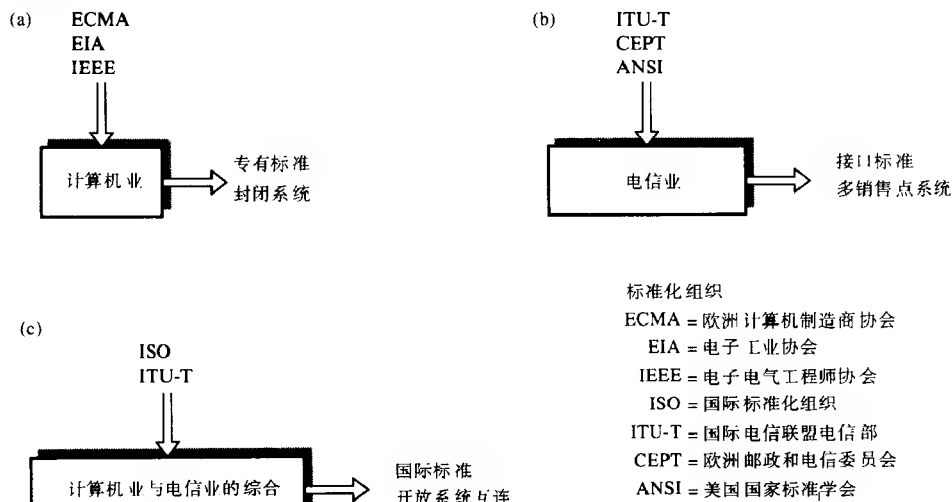 (a)
ECMA
EIA
IEEE
计算机业
专有标准
封闭系统
(b)
ITU-T
CEPT
ANSI
电信业
接口标准
多销售点系统
(c)
ISO
ITU-T
计算机业与电信业的综合
国际标准
开放系统互连
标准化组织
ECMA = 欧洲计算机制造商协会
EIA = 电子工业协会
IEEE = 电子电气工程师协会
ISO = 国际标准化组织
ITU-T = 国际电信联盟电信部
CEPT = 欧洲邮政和电信委员会
ANSI = 美国国家标准学会